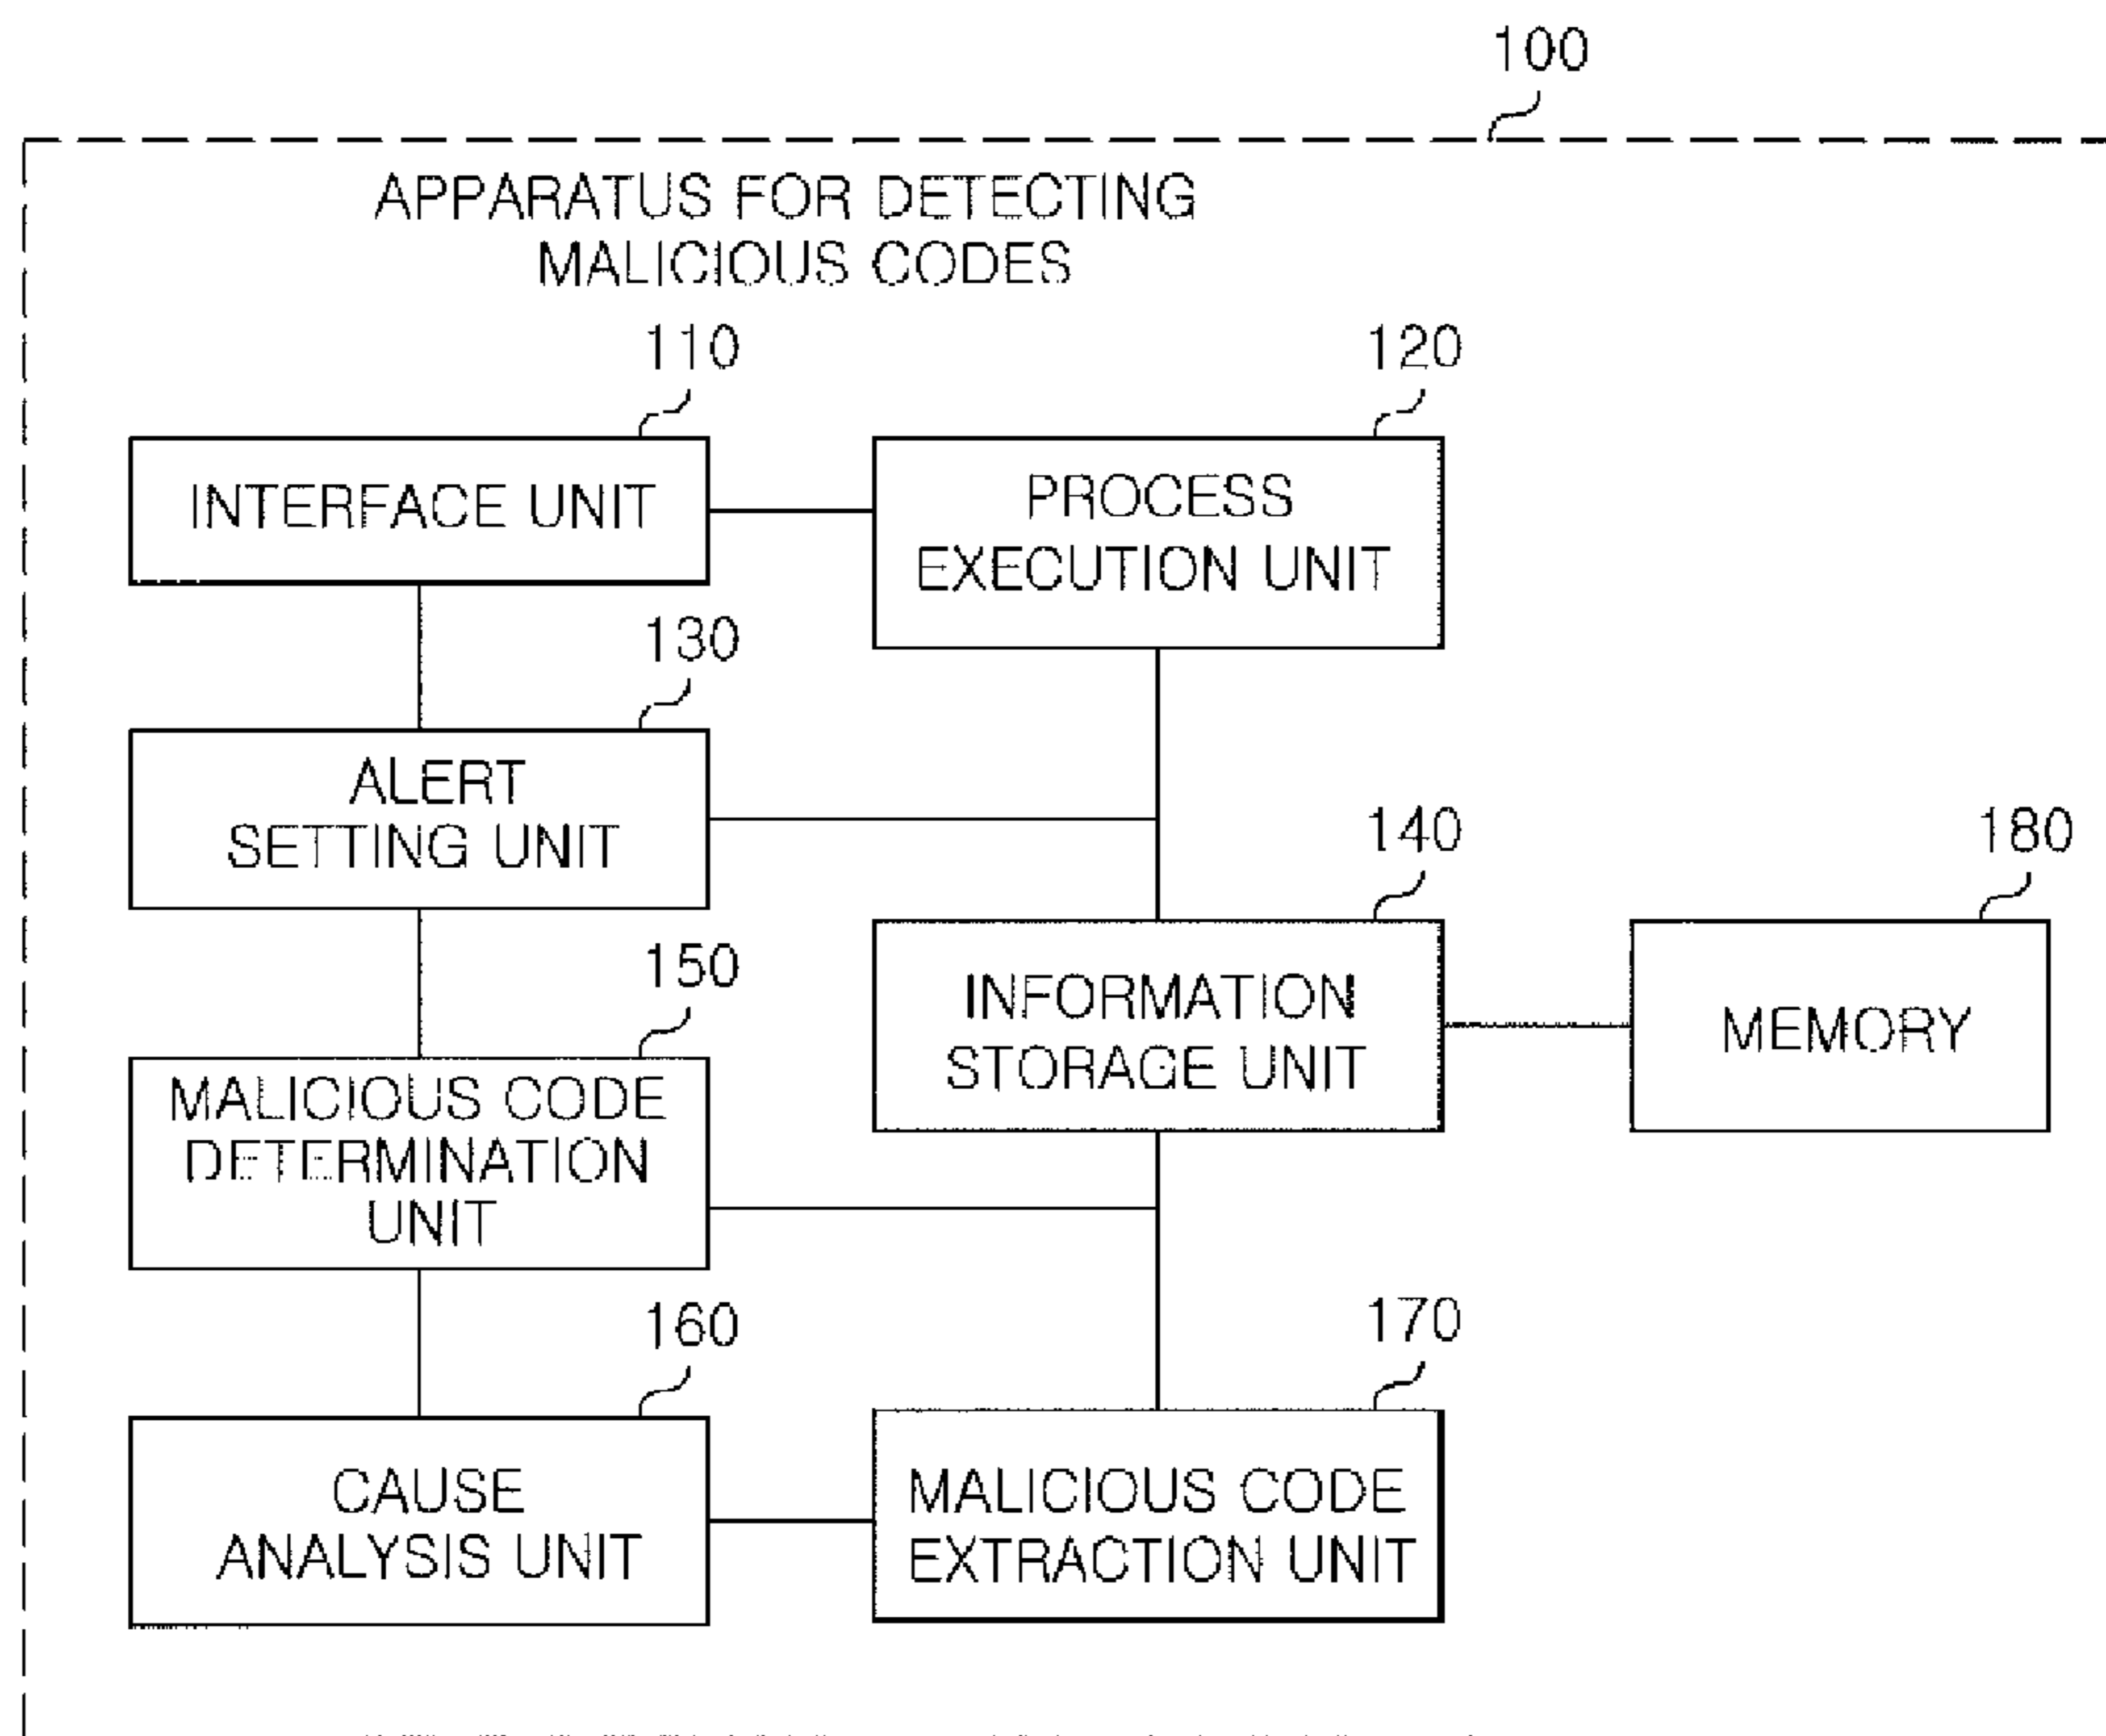 100
APPARATUS FOR DETECTING
MALICIOUS CODES
110
120
INTERFACE UNIT
PROCESS
EXECUTION UNIT
130
ALERT
SETTING UNIT
140
180
INFORMATION
STORAGE UNIT
MEMORY
150
MALICIOUS CODE
DETERMINATION
UNIT
160
170
CAUSE
ANALYSIS UNIT
MALICIOUS CODE
EXTRACTION UNIT